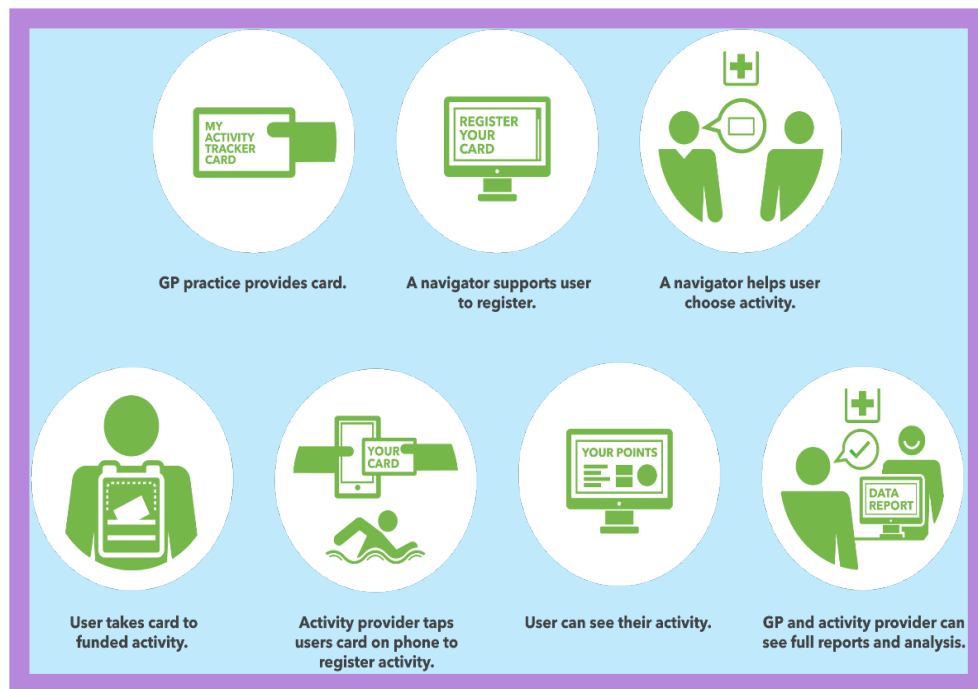 MY
ACTIVITY
TRACKER
CARD
REGISTER
YOUR
CARD
GP practice provides card.
A navigator supports user
to register.
A navigator helps user
choose activity.
YOUR
CARD
YOUR POINTS
DATA
REPORT
User takes card to
funded activity.
Activity provider taps
users card on phone to
register activity.
User can see their activity.
GP and activity provider can
see full reports and analysis.